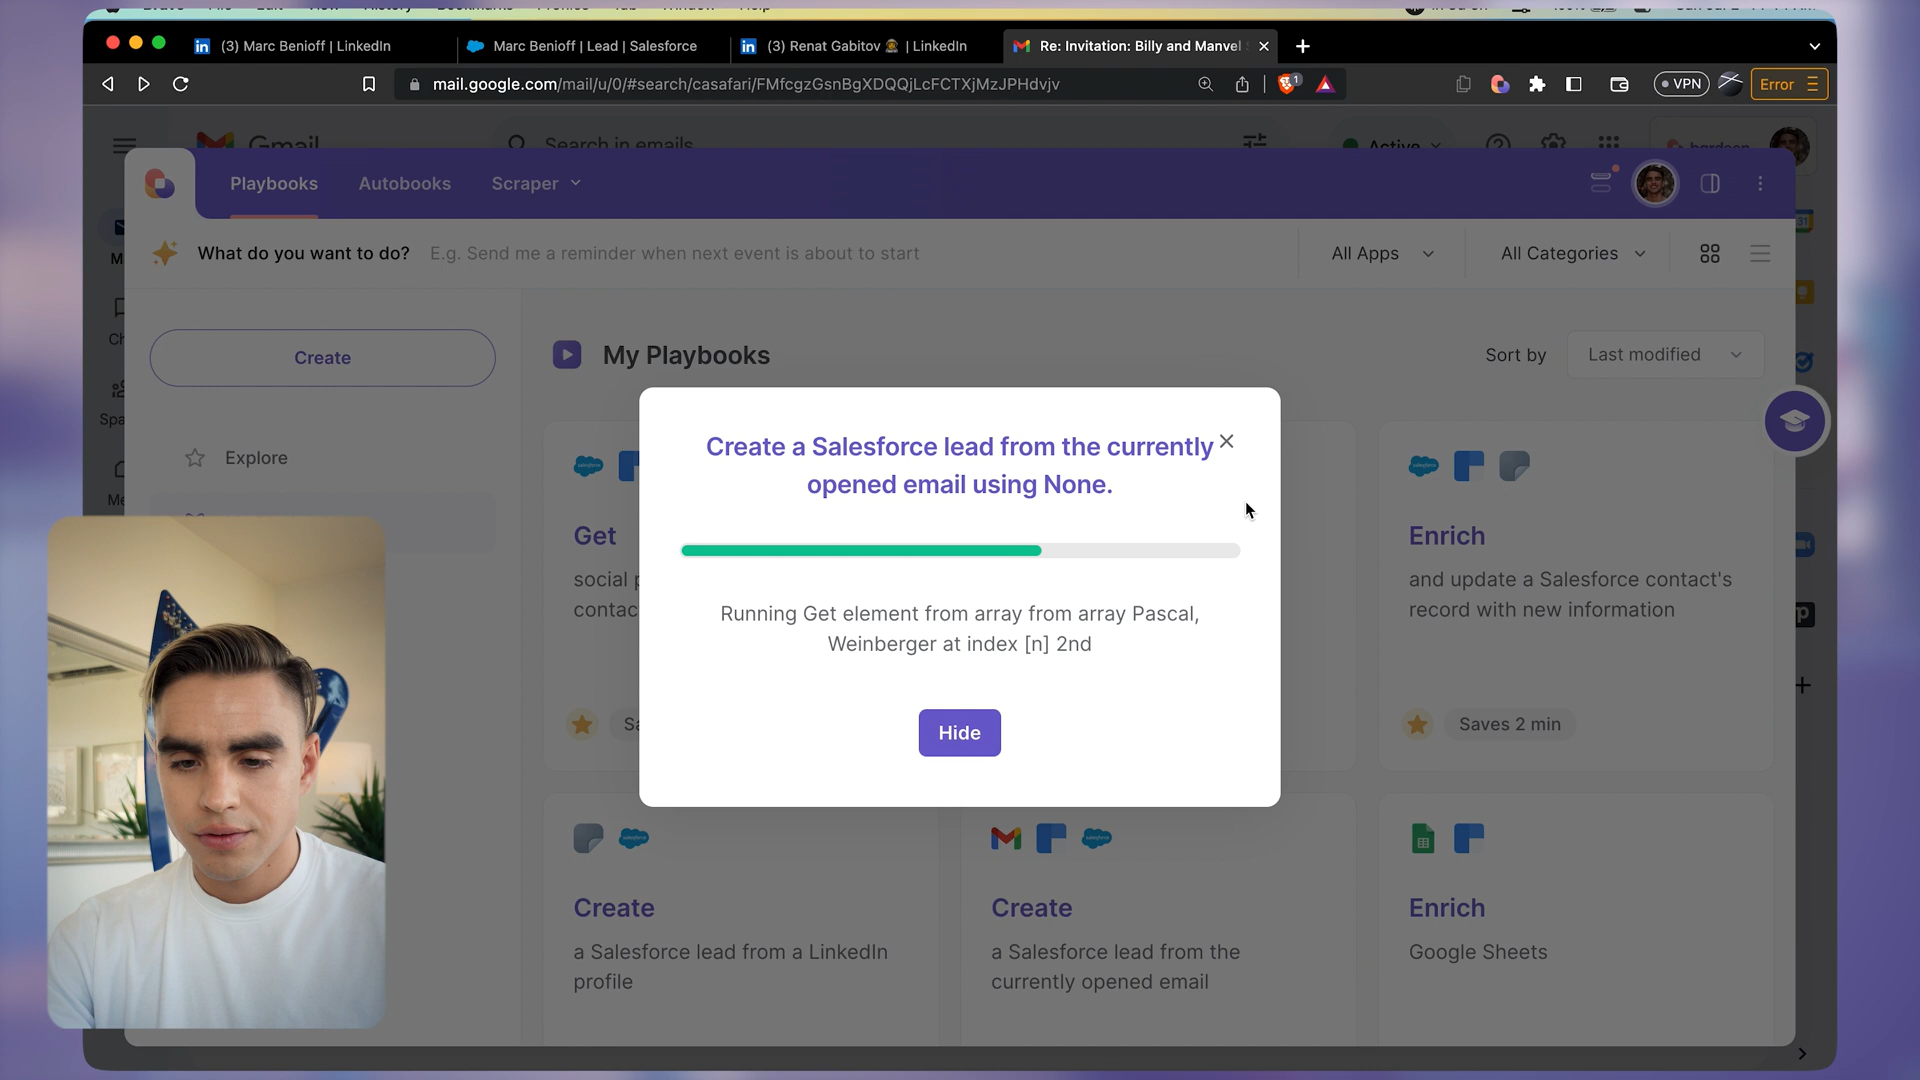 (3) Marc Benioff | LinkedIn
Marc Benioff | Lead | Salesforce
(3) Renat Gabitov | LinkedIn
Re: Invitation: Billy and Manvel
mail.google.com/mail/u/0/#search/casafari/FMfcgzGsnBgXDQQjLcFCTXjMzJPHdvjv
1
VPN
Error
Gmail
Search in emails
Active
Playbooks
Autobooks
Scraper
What do you want to do?
E.g. Send me a reminder when next event is about to start
All Apps
All Categories
Create
My Playbooks
Sort by
Last modified
Explore
Create a Salesforce lead from the currently
opened email using None.
Running Get element from array from array Pascal,
Weinberger at index [n] 2nd
Hide
Get
social
Enrich
and update a Salesforce contact's
record with new information
Saves 2 min
Create
a Salesforce lead from a LinkedIn
profile
Create
a Salesforce lead from the
currently opened email
Enrich
Google Sheets